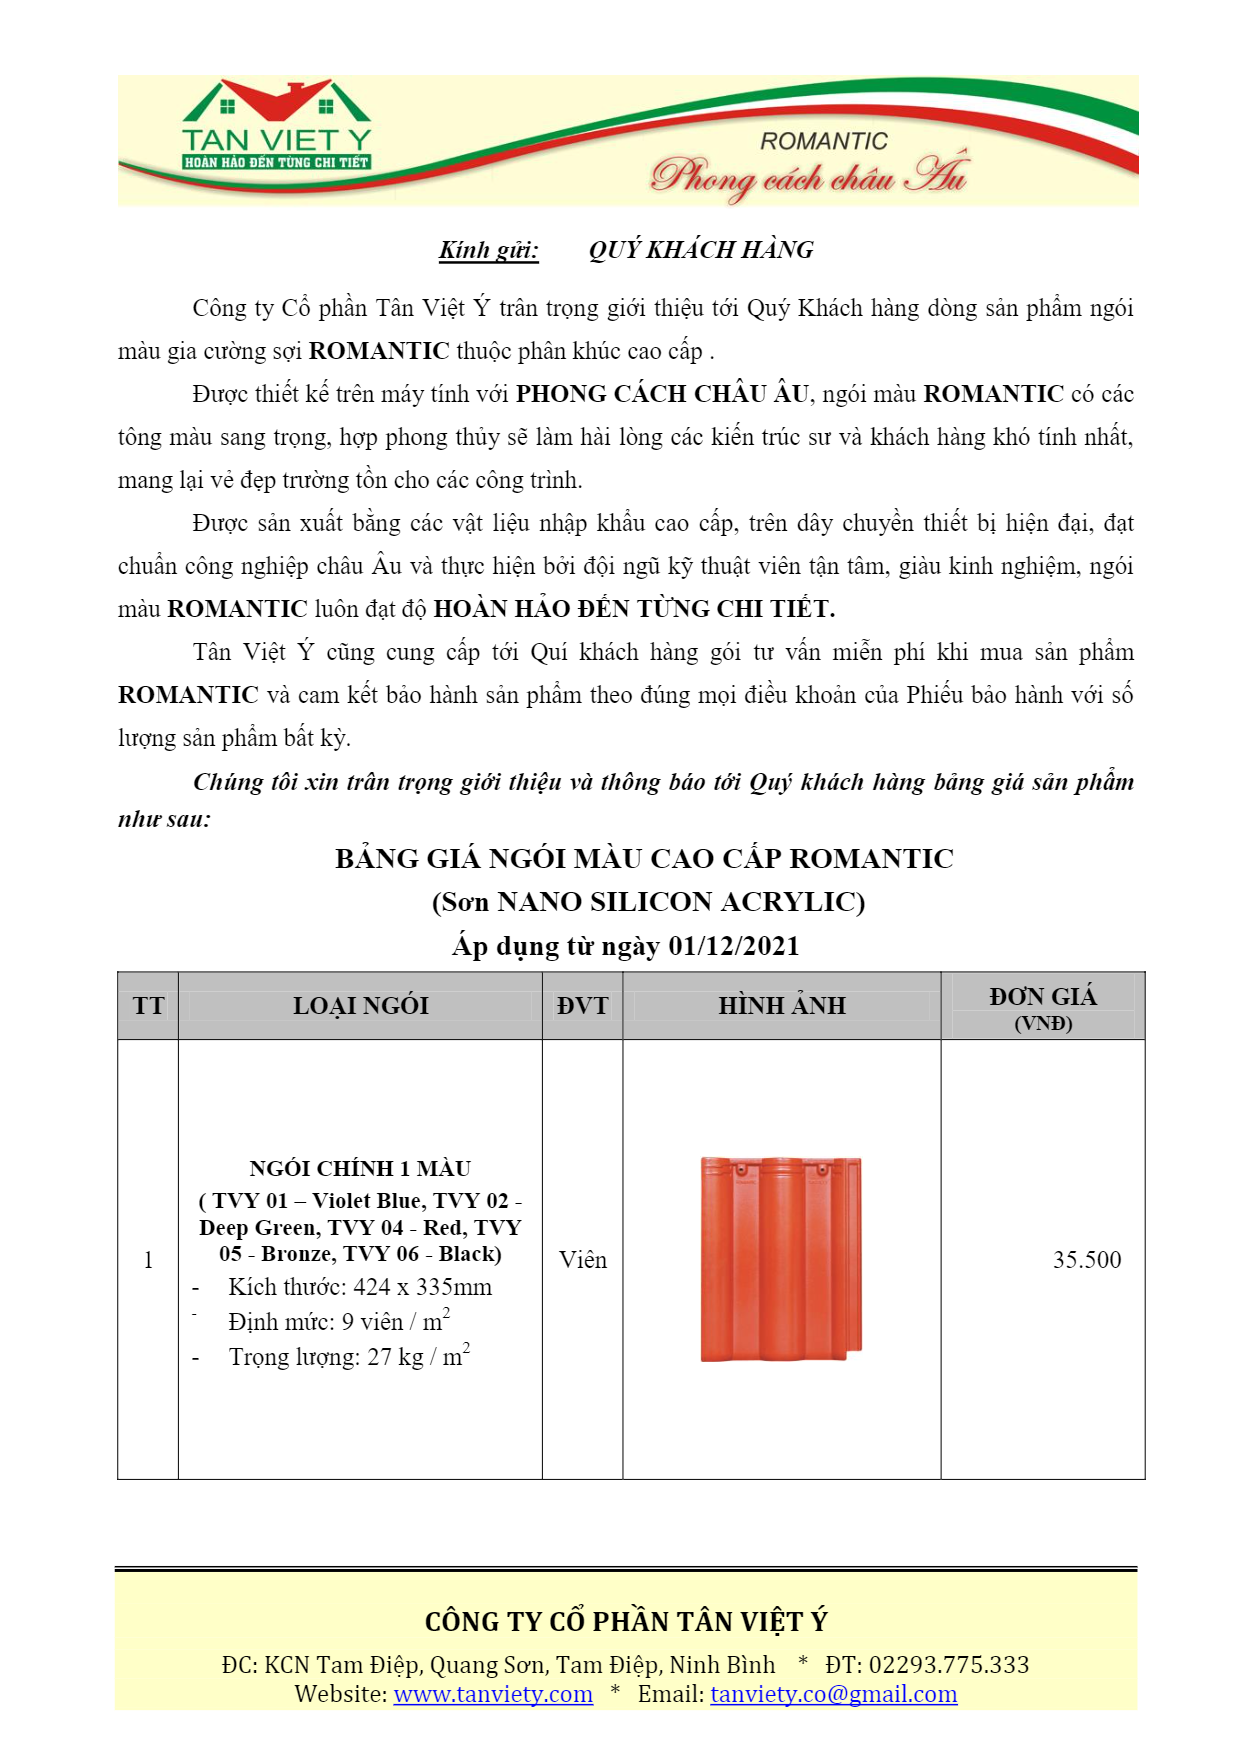 TAN VIET Y
HOÀN HẢO ĐẾN TỪNG CHI TIẾT
ROMANTIC
Phong cách châu Âu
Kính gửi: QUÝ KHÁCH HÀNG
Công ty Cổ phần Tân Việt Ý trân trọng giới thiệu tới Quý Khách hàng dòng sản phẩm ngói
màu gia cường sợi ROMANTIC thuộc phân khúc cao cấp .
Được thiết kế trên máy tính với PHONG CÁCH CHÂU ÂU, ngói màu ROMANTIC có các
tông màu sang trọng, hợp phong thủy sẽ làm hài lòng các kiến trúc sư và khách hàng khó tính nhất,
mang lại vẻ đẹp trường tồn cho các công trình.
Được sản xuất bằng các vật liệu nhập khẩu cao cấp, trên dây chuyền thiết bị hiện đại, đạt
chuẩn công nghiệp châu Âu và thực hiện bởi đội ngũ kỹ thuật viên tận tâm, giàu kinh nghiệm, ngói
màu ROMANTIC luôn đạt độ HOÀN HẢO ĐẾN TỪNG CHI TIẾT.
Tân Việt Ý cũng cung cấp tới Quí khách hàng gói tư vấn miễn phí khi mua sản phẩm
ROMANTIC và cam kết bảo hành sản phẩm theo đúng mọi điều khoản của Phiếu bảo hành với số
lượng sản phẩm bất kỳ.
Chúng tôi xin trân trọng giới thiệu và thông báo tới Quý khách hàng bảng giá sản phẩm
như sau:
BẢNG GIÁ NGÓI MÀU CAO CẤP ROMANTIC
(Sơn NANO SILICON ACRYLIC)
Áp dụng từ ngày 01/12/2021
TT LOẠI NGÓI ĐVT HÌNH ẢNH ĐƠN GIÁ
(VNĐ)
NGÓI CHÍNH 1 MÀU
( TVY 01 – Violet Blue, TVY 02 -
Deep Green, TVY 04 - Red, TVY
05 - Bronze, TVY 06 - Black)
1 Viên 35.500
- Kích thước: 424 x 335mm
- Định mức: 9 viên / m²
- Trọng lượng: 27 kg / m²
CÔNG TY CỔ PHẦN TÂN VIỆT Ý
ĐC: KCN Tam Điệp, Quang Sơn, Tam Điệp, Ninh Bình * ĐT: 02293.775.333
Website: www.tanviety.com * Email: tanviety.co@gmail.com